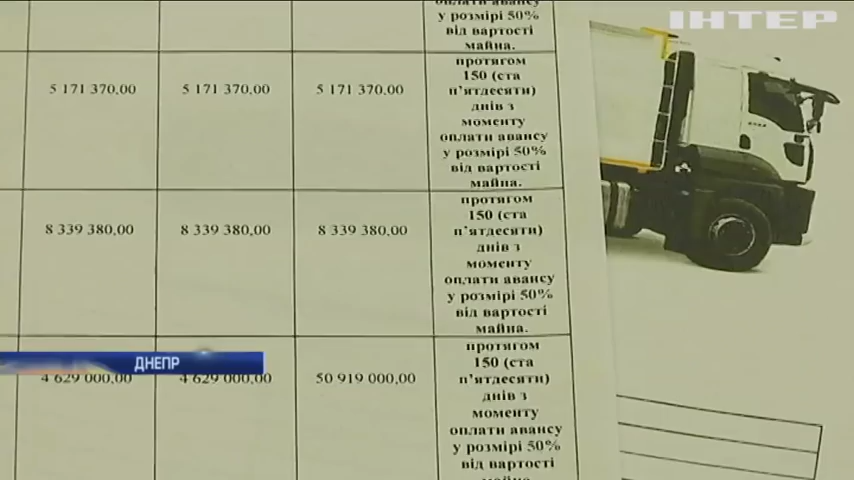 ІНТЕР
у розмірі 50%
від вартості
майна.
5 171 370,00 5 171 370,00 5 171 370,00
протягом
150 (ста
п’ятдесяти)
днів з
моменту
оплати авансу
у розмірі 50%
від вартості
майна.
8 339 380,00 8 339 380,00 8 339 380,00
протягом
150 (ста
п’ятдесяти)
днів з
моменту
оплати авансу
у розмірі 50%
від вартості
майна.
ДНЕПР
4 629 000,00 4 629 000,00 50 919 000,00
протягом
150 (ста
п’ятдесяти)
днів з
моменту
оплати авансу
у розмірі 50%
від вартості